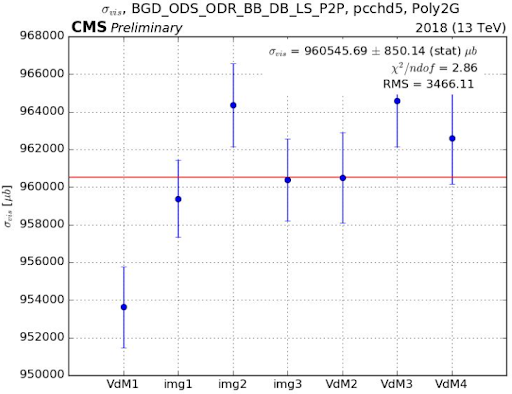 σvis, BGD_ODS_ODR_BB_DB_LS_P2P, pcchd5, Poly2G
CMS Preliminary 2018 (13 TeV)
σvis = 960545.69 ± 850.14 (stat) μb
χ²/ndof = 2.86
RMS = 3466.11
σvis [μb]
968000
966000
964000
962000
960000
958000
956000
954000
952000
950000
VdM1 img1 img2 img3 VdM2 VdM3 VdM4